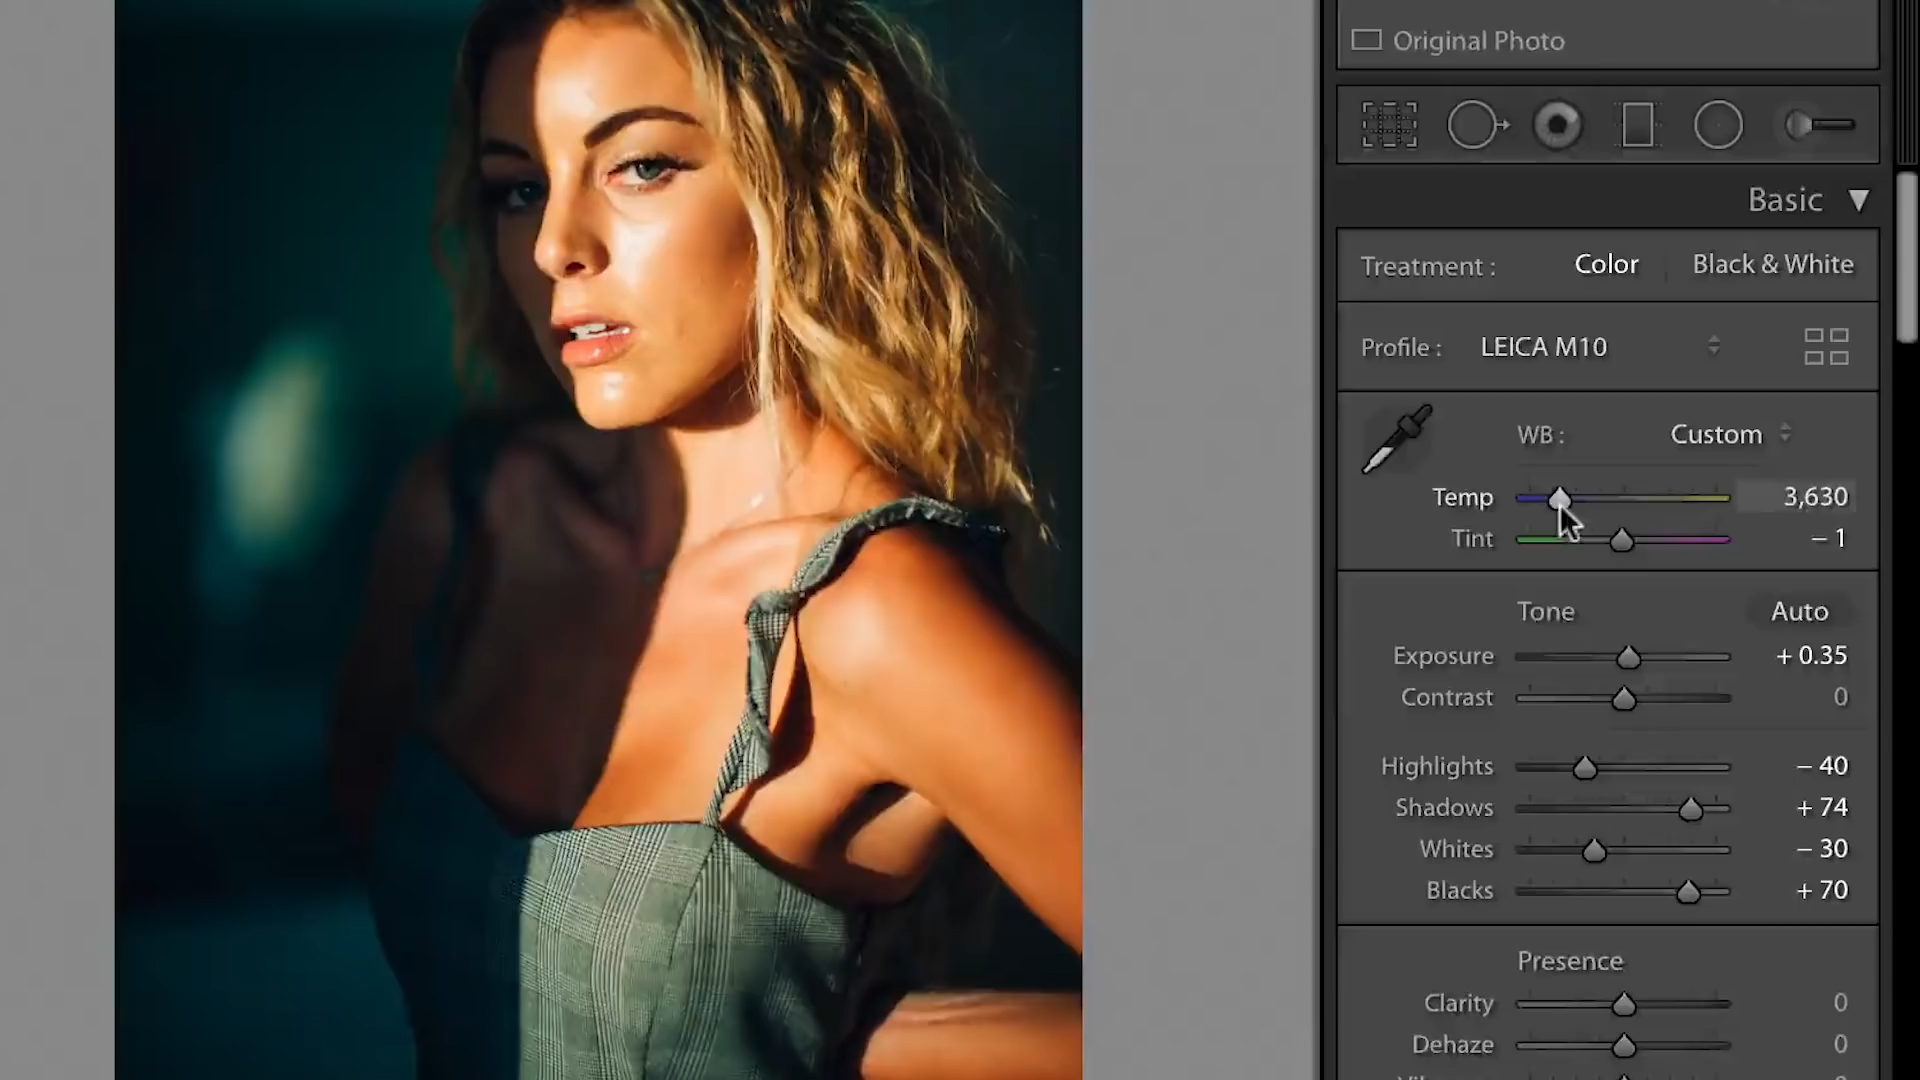 Original Photo
Basic
Treatment : Color Black & White
Profile : LEICA M10
WB : Custom
Temp 3,630
Tint – 1
Tone Auto
Exposure + 0.35
Contrast 0
Highlights – 40
Shadows + 74
Whites – 30
Blacks + 70
Presence
Clarity 0
Dehaze 0